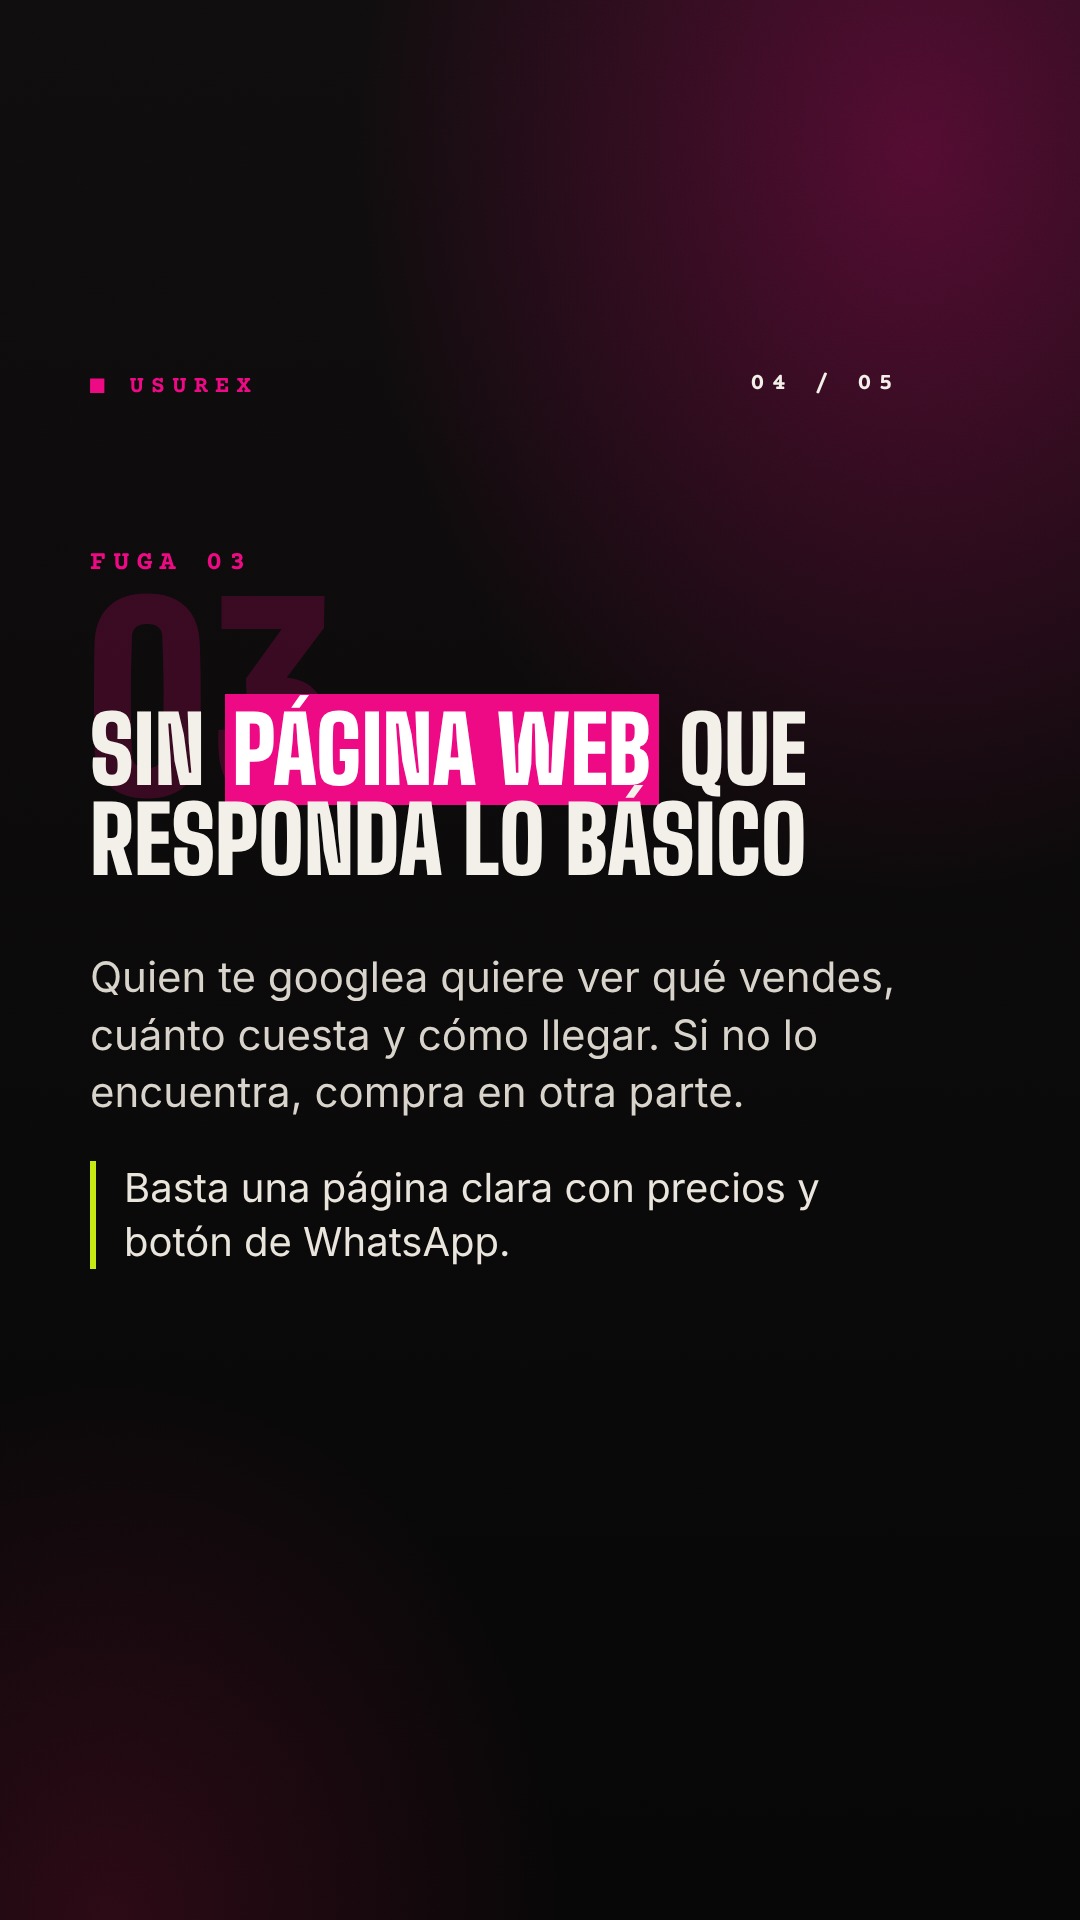 USUREX
04 / 05
FUGA 03
03
SIN PÁGINA WEB QUE
RESPONDA LO BÁSICO
Quien te googlea quiere ver qué vendes,
cuánto cuesta y cómo llegar. Si no lo
encuentra, compra en otra parte.
Basta una página clara con precios y
botón de WhatsApp.